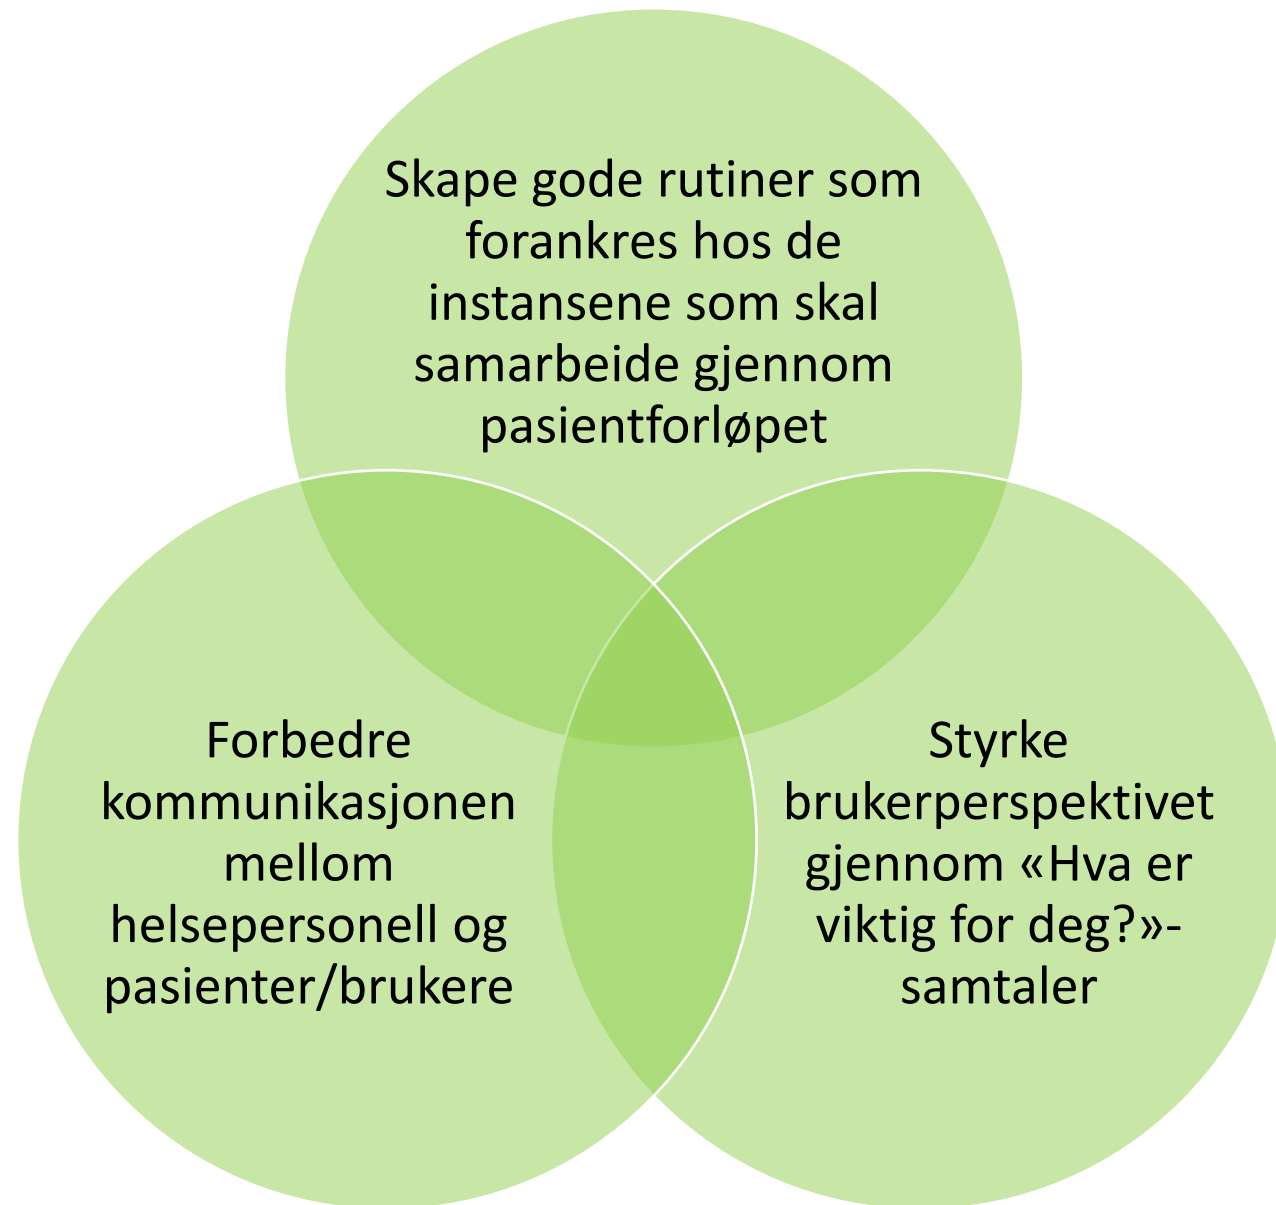 Skape gode rutiner som
forankres hos de
instansene som skal
samarbeide gjennom
pasientforløpet
Forbedre
kommunikasjonen
mellom
helsepersonell og
pasienter/brukere
Styrke
brukerperspektivet
gjennom «Hva er
viktig for deg?»-
samtaler